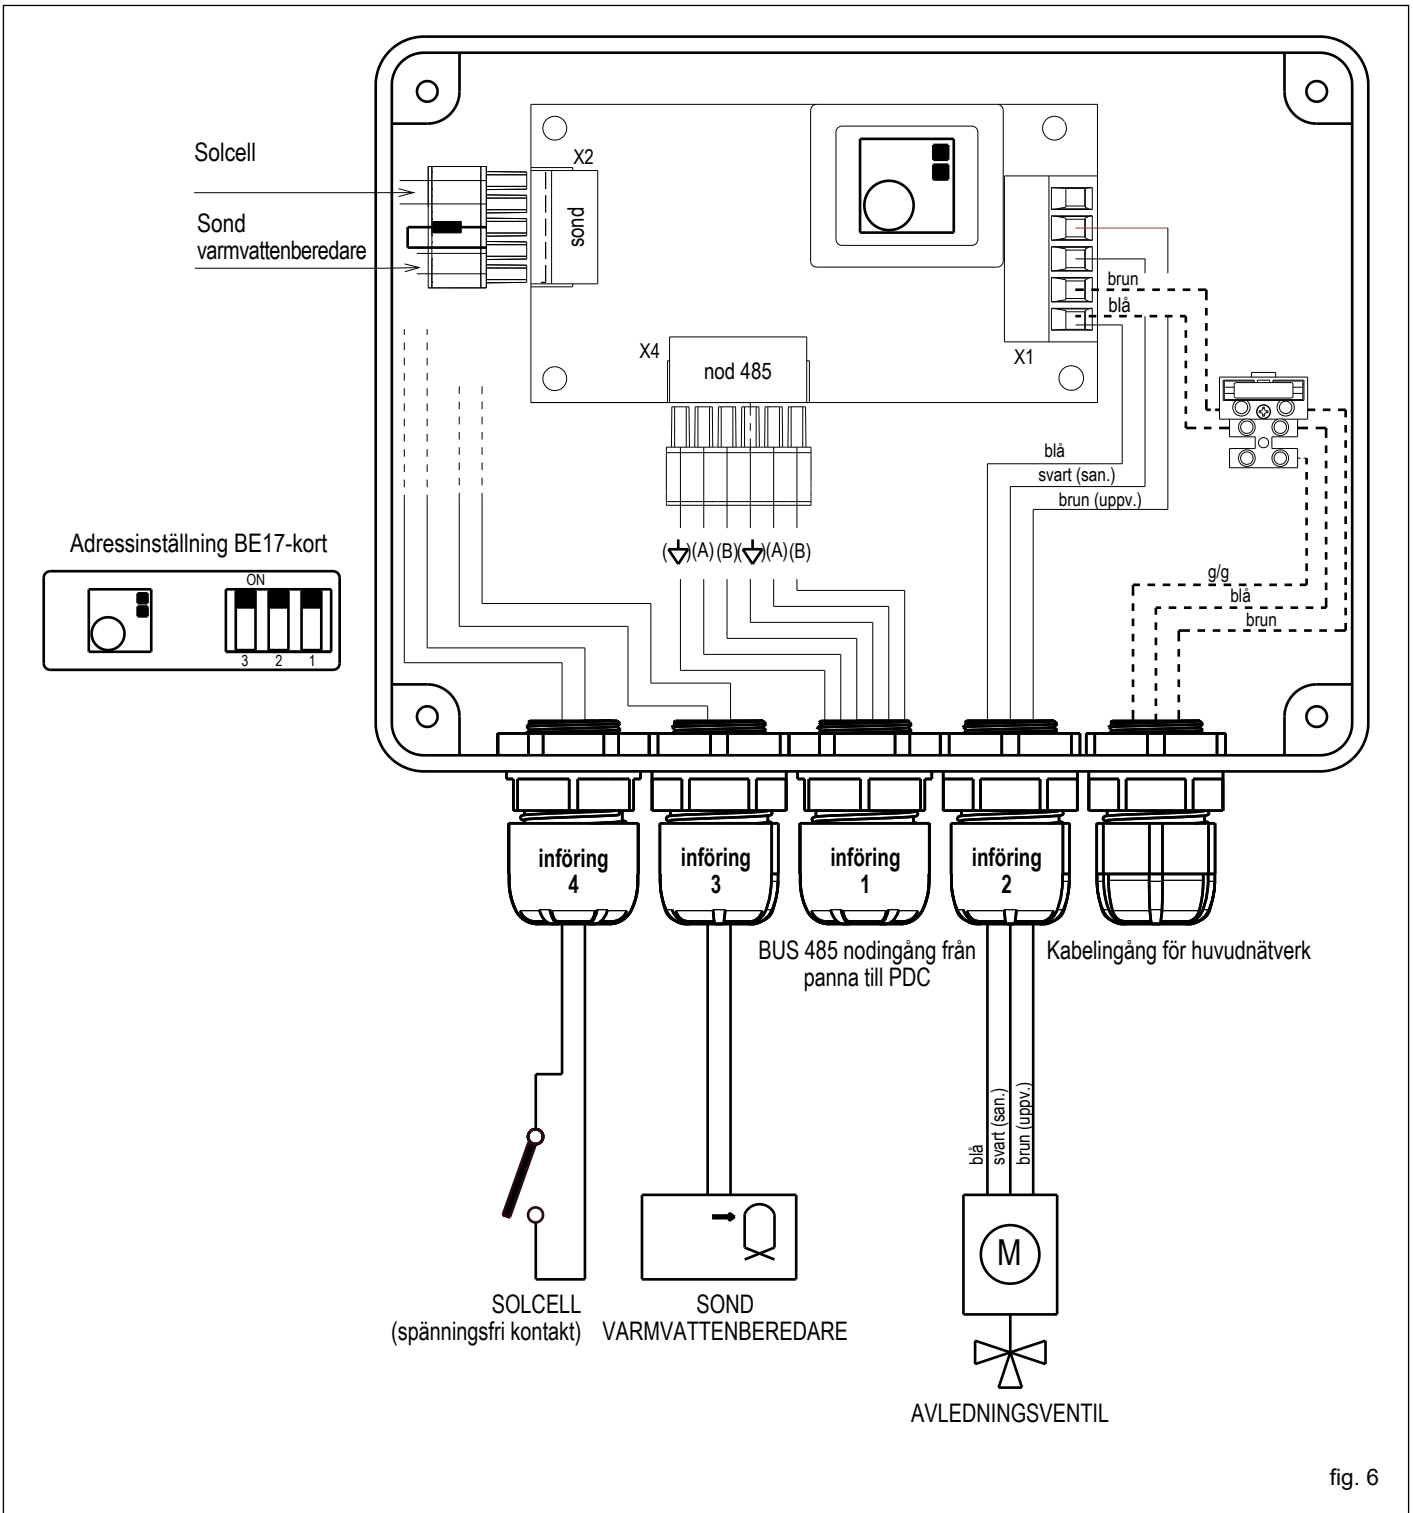 Solcell
Sond
varmvattenberedare
X2
sond
X4
nod 485
X1
brun
blå
blå
svart (san.)
brun (uppv.)
( )(A) (B)( )(A)(B)
g/g
blå
brun
Adressinställning BE17-kort
ON
3 2 1
införing
4
införing
3
införing
1
införing
2
BUS 485 nodingång från
panna till PDC
Kabelingång för huvudnätverk
blå
svart (san.)
brun (uppv.)
M
SOLCELL
(spänningsfri kontakt)
SOND
VARMVATTENBEREDARE
AVLEDNINGSVENTIL
fig. 6